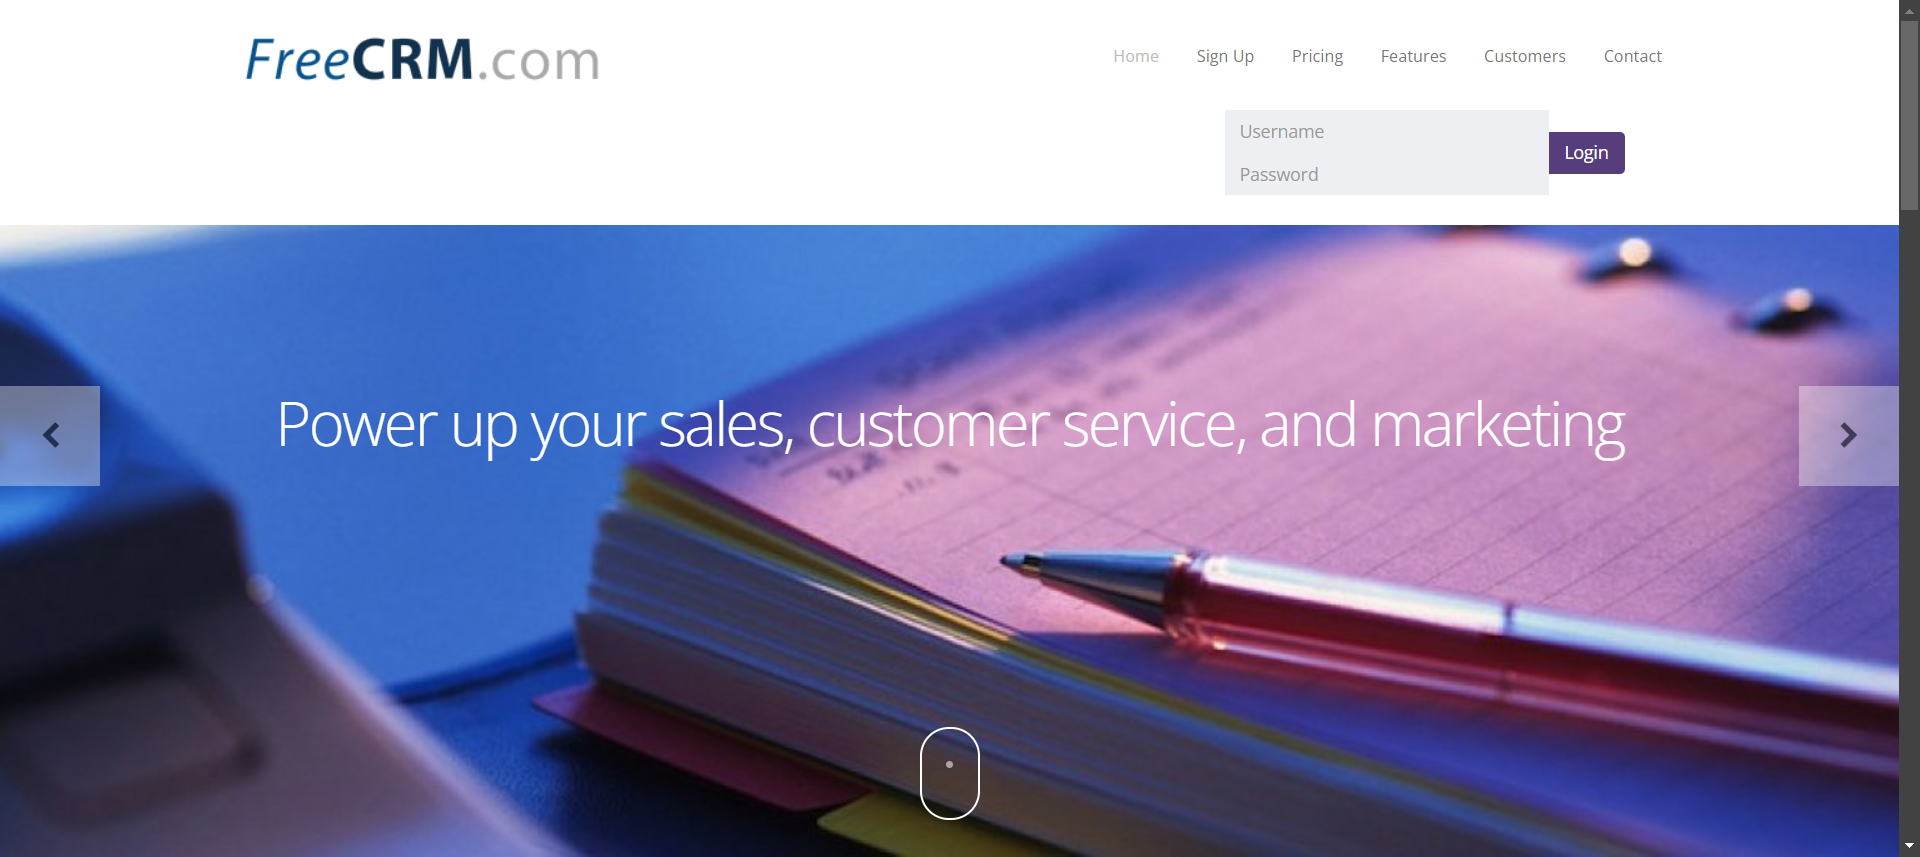 FreeCRM.com
Home Sign Up Pricing Features Customers Contact
Username
Login
Password
Power up your sales, customer service, and marketing